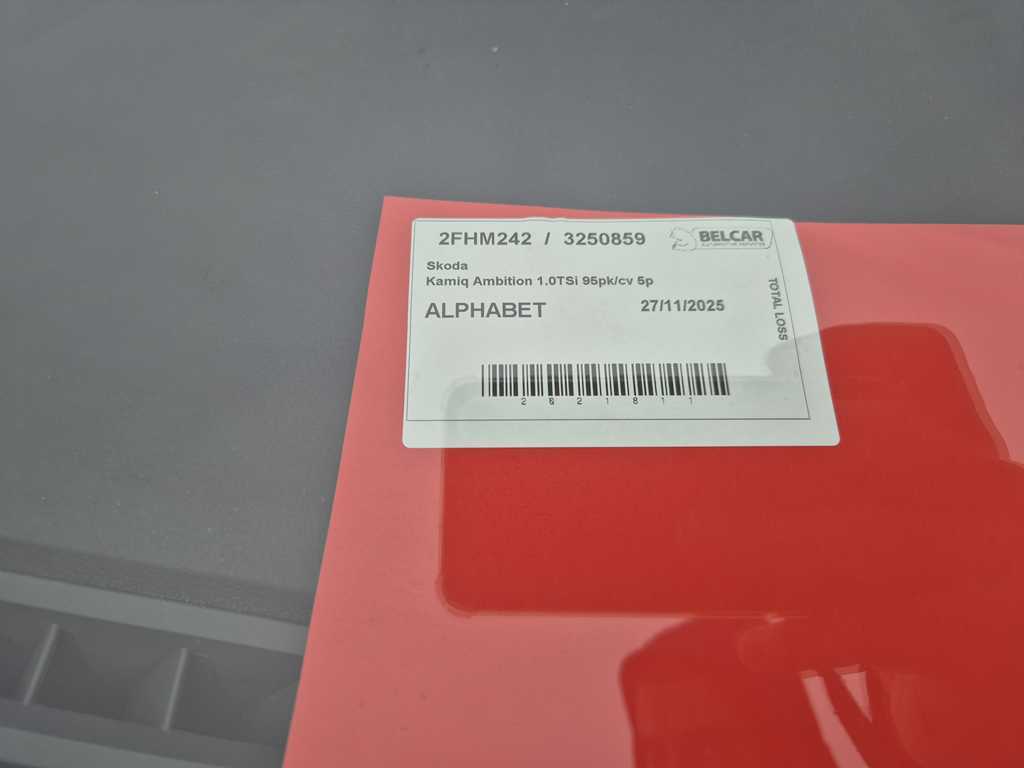 2FHM242 / 3250859
BELCAR
Skoda
Kamiq Ambition 1.0TSi 95pk/cv 5p
ALPHABET
27/11/2025
TOTAL LOSS